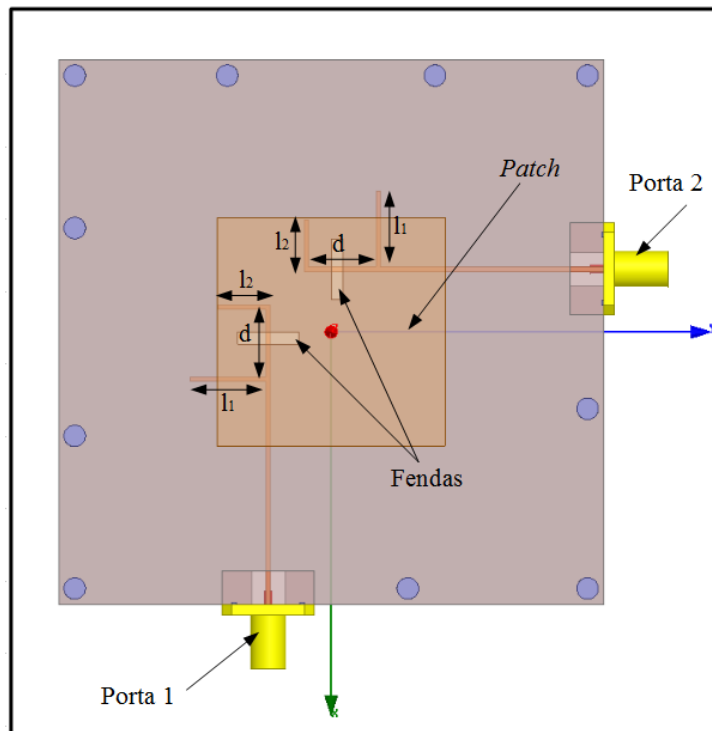 Patch
Porta 2
l₁
l₂
d
l₂
d
l₁
Fendas
Porta 1